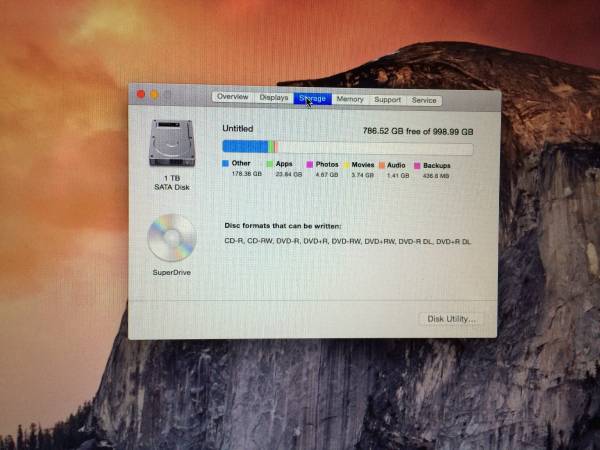 Overview Displays Storage Memory Support Service
Untitled 786.52 GB free of 998.99 GB
Other Apps Photos Movies Audio Backups
178.38 GB 23.84 GB 4.67 GB 3.74 GB 1.41 GB 436.6 MB
1 TB
SATA Disk
Disc formats that can be written:
CD-R, CD-RW, DVD-R, DVD+R, DVD-RW, DVD+RW, DVD-R DL, DVD+R DL
SuperDrive
Disk Utility...